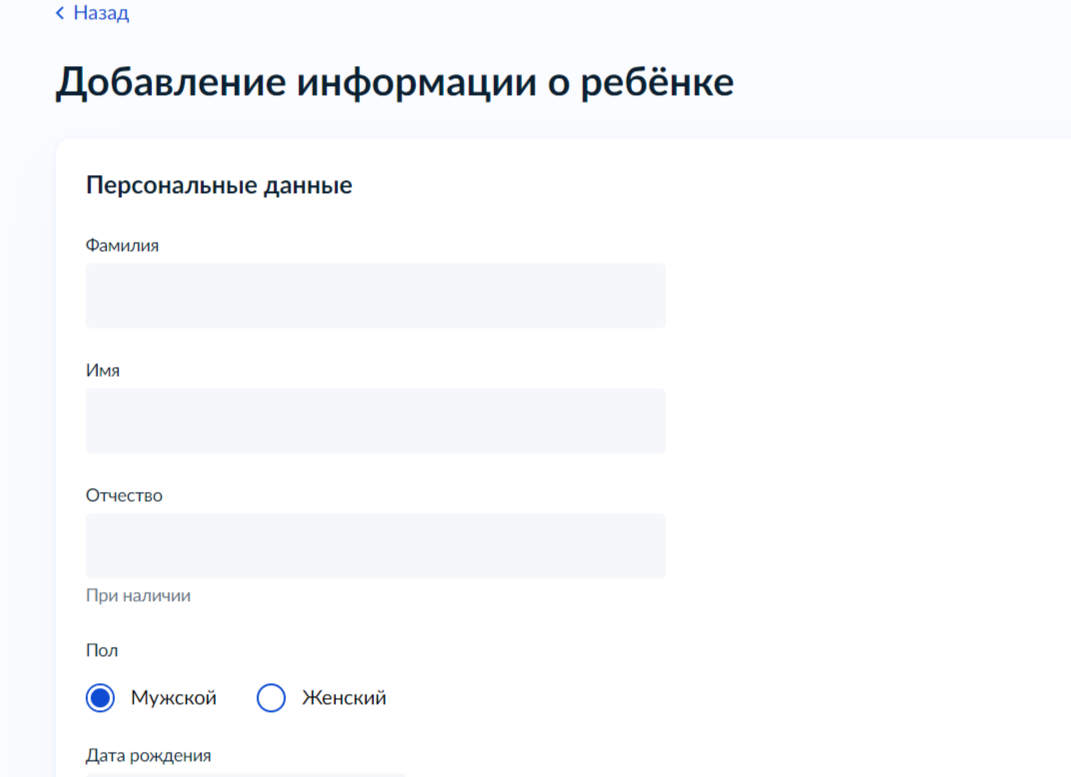 Назад
Добавление информации о ребёнке
Персональные данные
Фамилия
Имя
Отчество
При наличии
Пол
Мужской Женский
Дата рождения